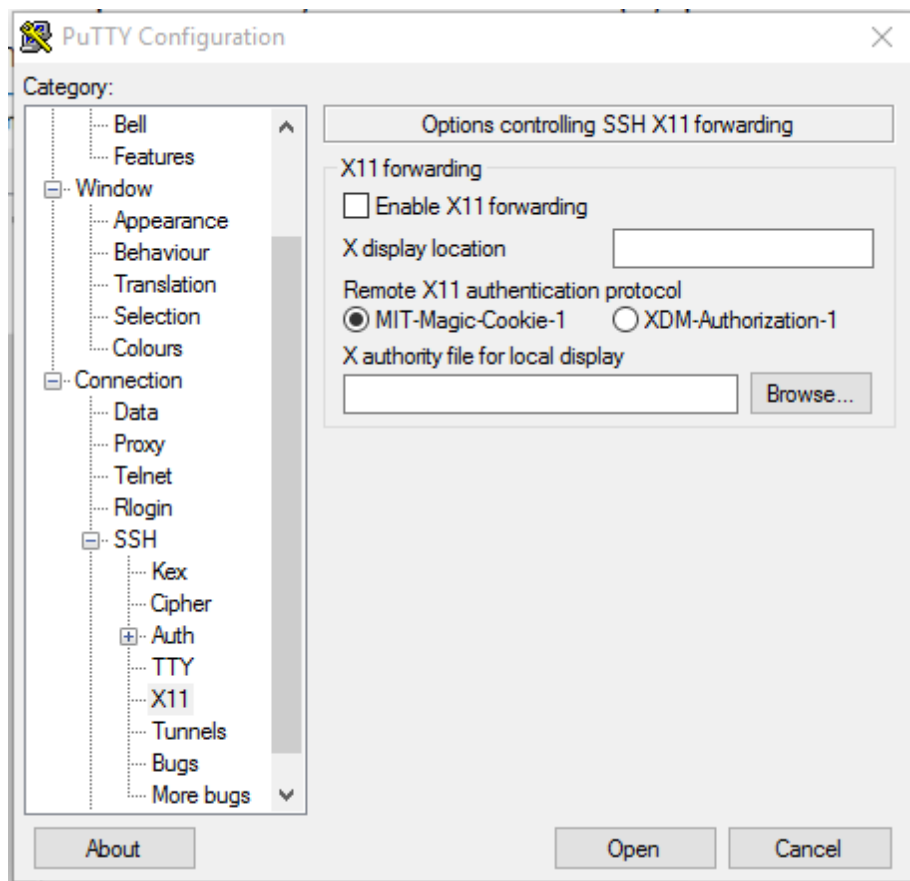 PuTTY Configuration
Category:
Bell
Features
Window
Appearance
Behaviour
Translation
Selection
Colours
Connection
Data
Proxy
Telnet
Rlogin
SSH
Kex
Cipher
Auth
TTY
X11
Tunnels
Bugs
More bugs
Options controlling SSH X11 forwarding
X11 forwarding
Enable X11 forwarding
X display location
Remote X11 authentication protocol
MIT-Magic-Cookie-1 XDM-Authorization-1
X authority file for local display
Browse...
About Open Cancel